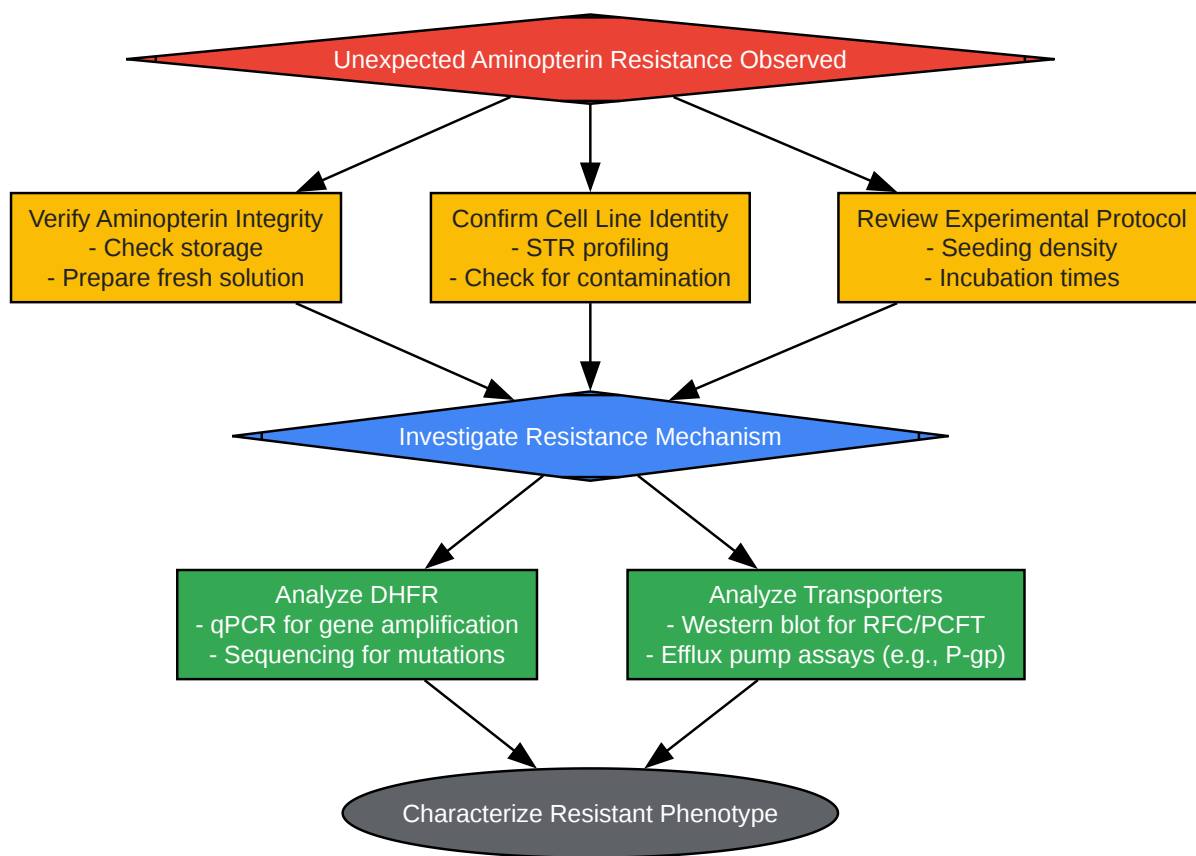 Unexpected Aminopterin Resistance Observed
Verify Aminopterin Integrity
- Check storage
- Prepare fresh solution
Confirm Cell Line Identity
- STR profiling
- Check for contamination
Review Experimental Protocol
- Seeding density
- Incubation times
Investigate Resistance Mechanism
Analyze DHFR
- qPCR for gene amplification
- Sequencing for mutations
Analyze Transporters
- Western blot for RFC/PCFT
- Efflux pump assays (e.g., P-gp)
Characterize Resistant Phenotype